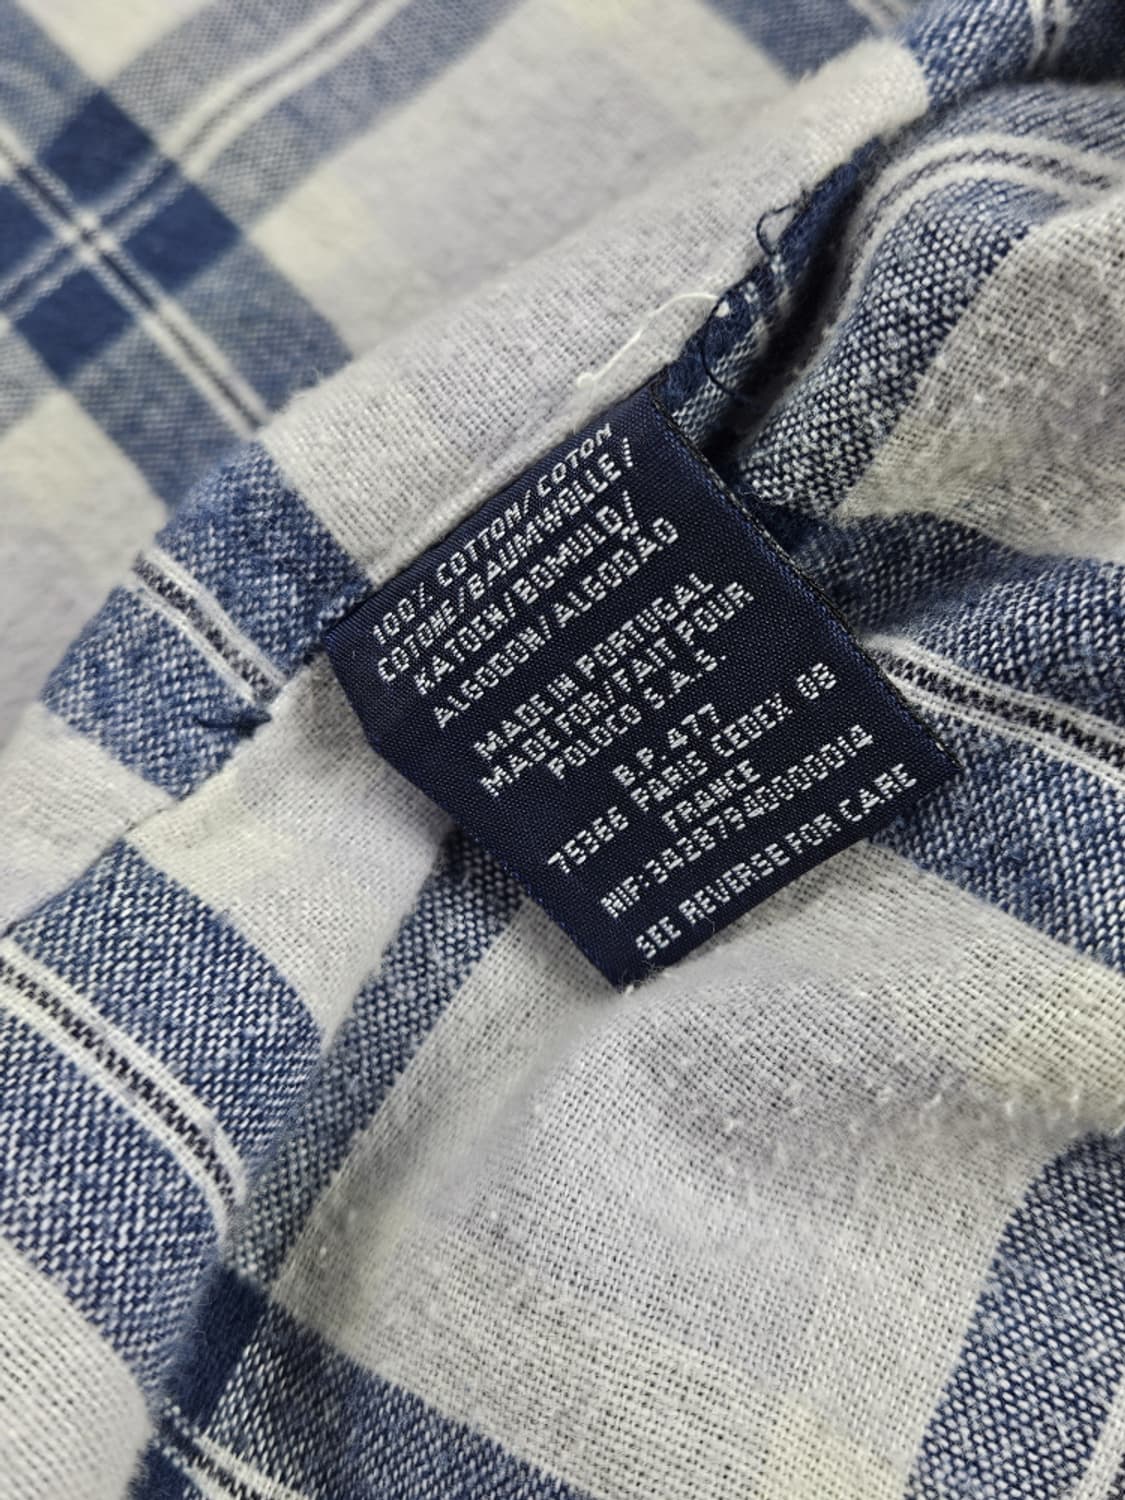 100% COTTON/COTON
COTONE/BAUMWOLLE/
KATOEN/BOMULD/
ALGODON/ALGODAO
MADE IN PORTUGAL
MADE FOR/FAIT POUR
POLOCO S.A.S.
B.P.477
75366 PARIS CEDEX 08
FRANCE
SEE REVERSE FOR CARE